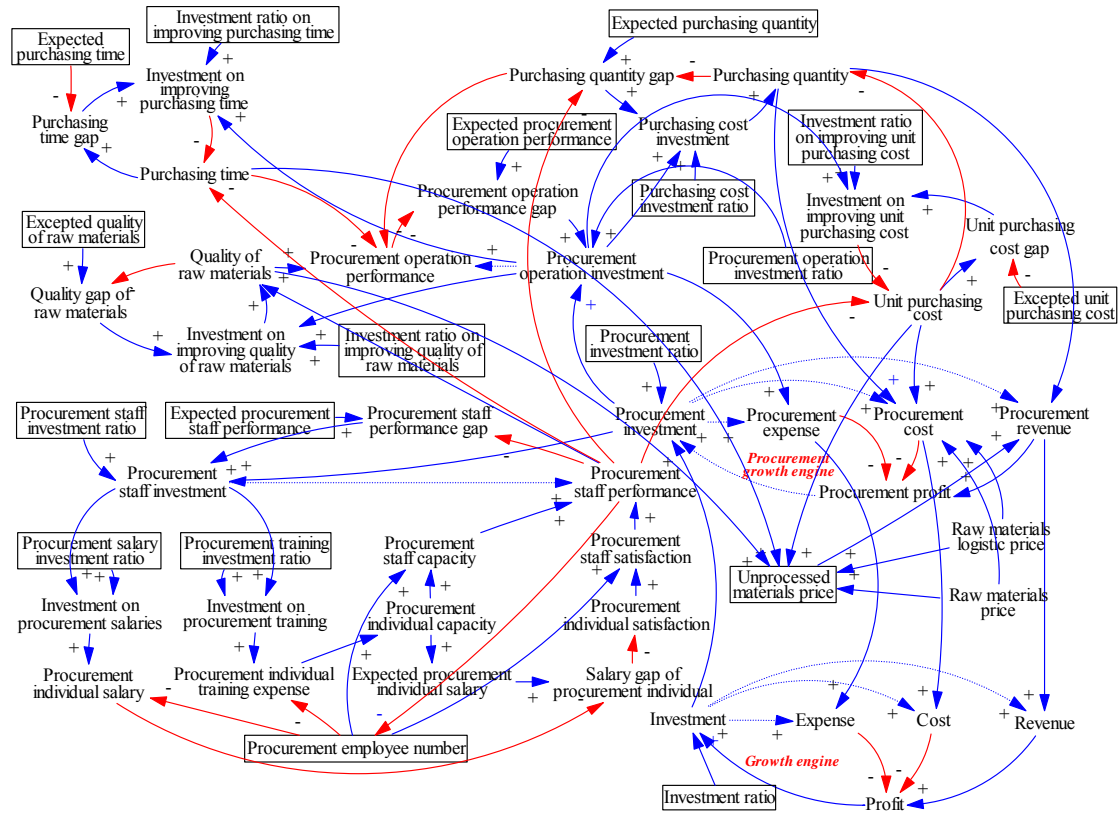 Expected
purchasing time
Investment ratio on
improving purchasing time
Expected purchasing quantity
Investment on
improving
purchasing time
Purchasing
time gap
Purchasing quantity gap
Purchasing quantity
Expected procurement
operation performance
Purchasing cost
investment
Investment ratio
on improving unit
purchasing cost
Purchasing time
Procurement operation
performance gap
Purchasing cost
investment ratio
Investment on
improving unit
purchasing cost
Unit purchasing
cost gap
Excepted quality
of raw materials
Quality of
raw materials
Procurement operation
performance
Procurement
operation investment
Procurement operation
investment ratio
Quality gap of
raw materials
Unit purchasing
cost
Excepted unit
purchasing cost
Investment on
improving quality
of raw materials
Investment ratio on
improving quality of
raw materials
Procurement
investment ratio
Procurement staff
investment ratio
Expected procurement
staff performance
Procurement staff
performance gap
Procurement
investment
Procurement
expense
Procurement
cost
Procurement
revenue
Procurement
growth engine
Procurement
staff investment
Procurement
staff performance
Procurement profit
Procurement salary
investment ratio
Procurement training
investment ratio
Procurement
staff capacity
Procurement
staff satisfaction
Raw materials
logistic price
Unprocessed
materials price
Raw materials
price
Investment on
procurement salaries
Investment on
procurement training
Procurement
individual capacity
Procurement
individual satisfaction
Procurement
individual salary
Procurement individual
training expense
Expected procurement
individual salary
Salary gap of
procurement individual
Investment
Expense
Cost
Revenue
Procurement employee number
Growth engine
Investment ratio
Profit